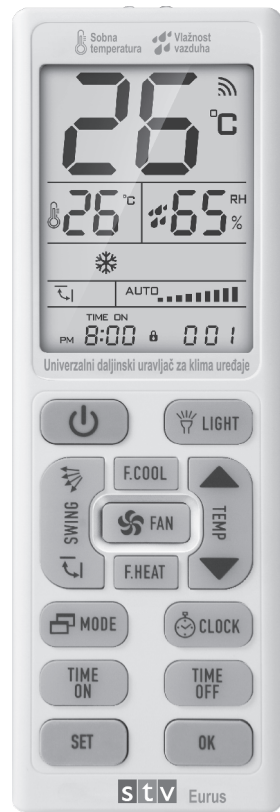 Sobna temperatura
Vlažnost vazduha
26 °C
26 °C
65 RH %
AUTO
TIME ON
PM 8:00 001
Univerzalni daljinski uravljač za klima uređaje
LIGHT
SWING
F.COOL
TEMP
FAN
F.HEAT
MODE
CLOCK
TIME ON
TIME OFF
SET
OK
stv Eurus